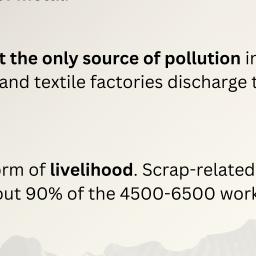 t the only source of pollution in
and textile factories discharge t
orm of livelihood. Scrap-related
out 90% of the 4500-6500 work